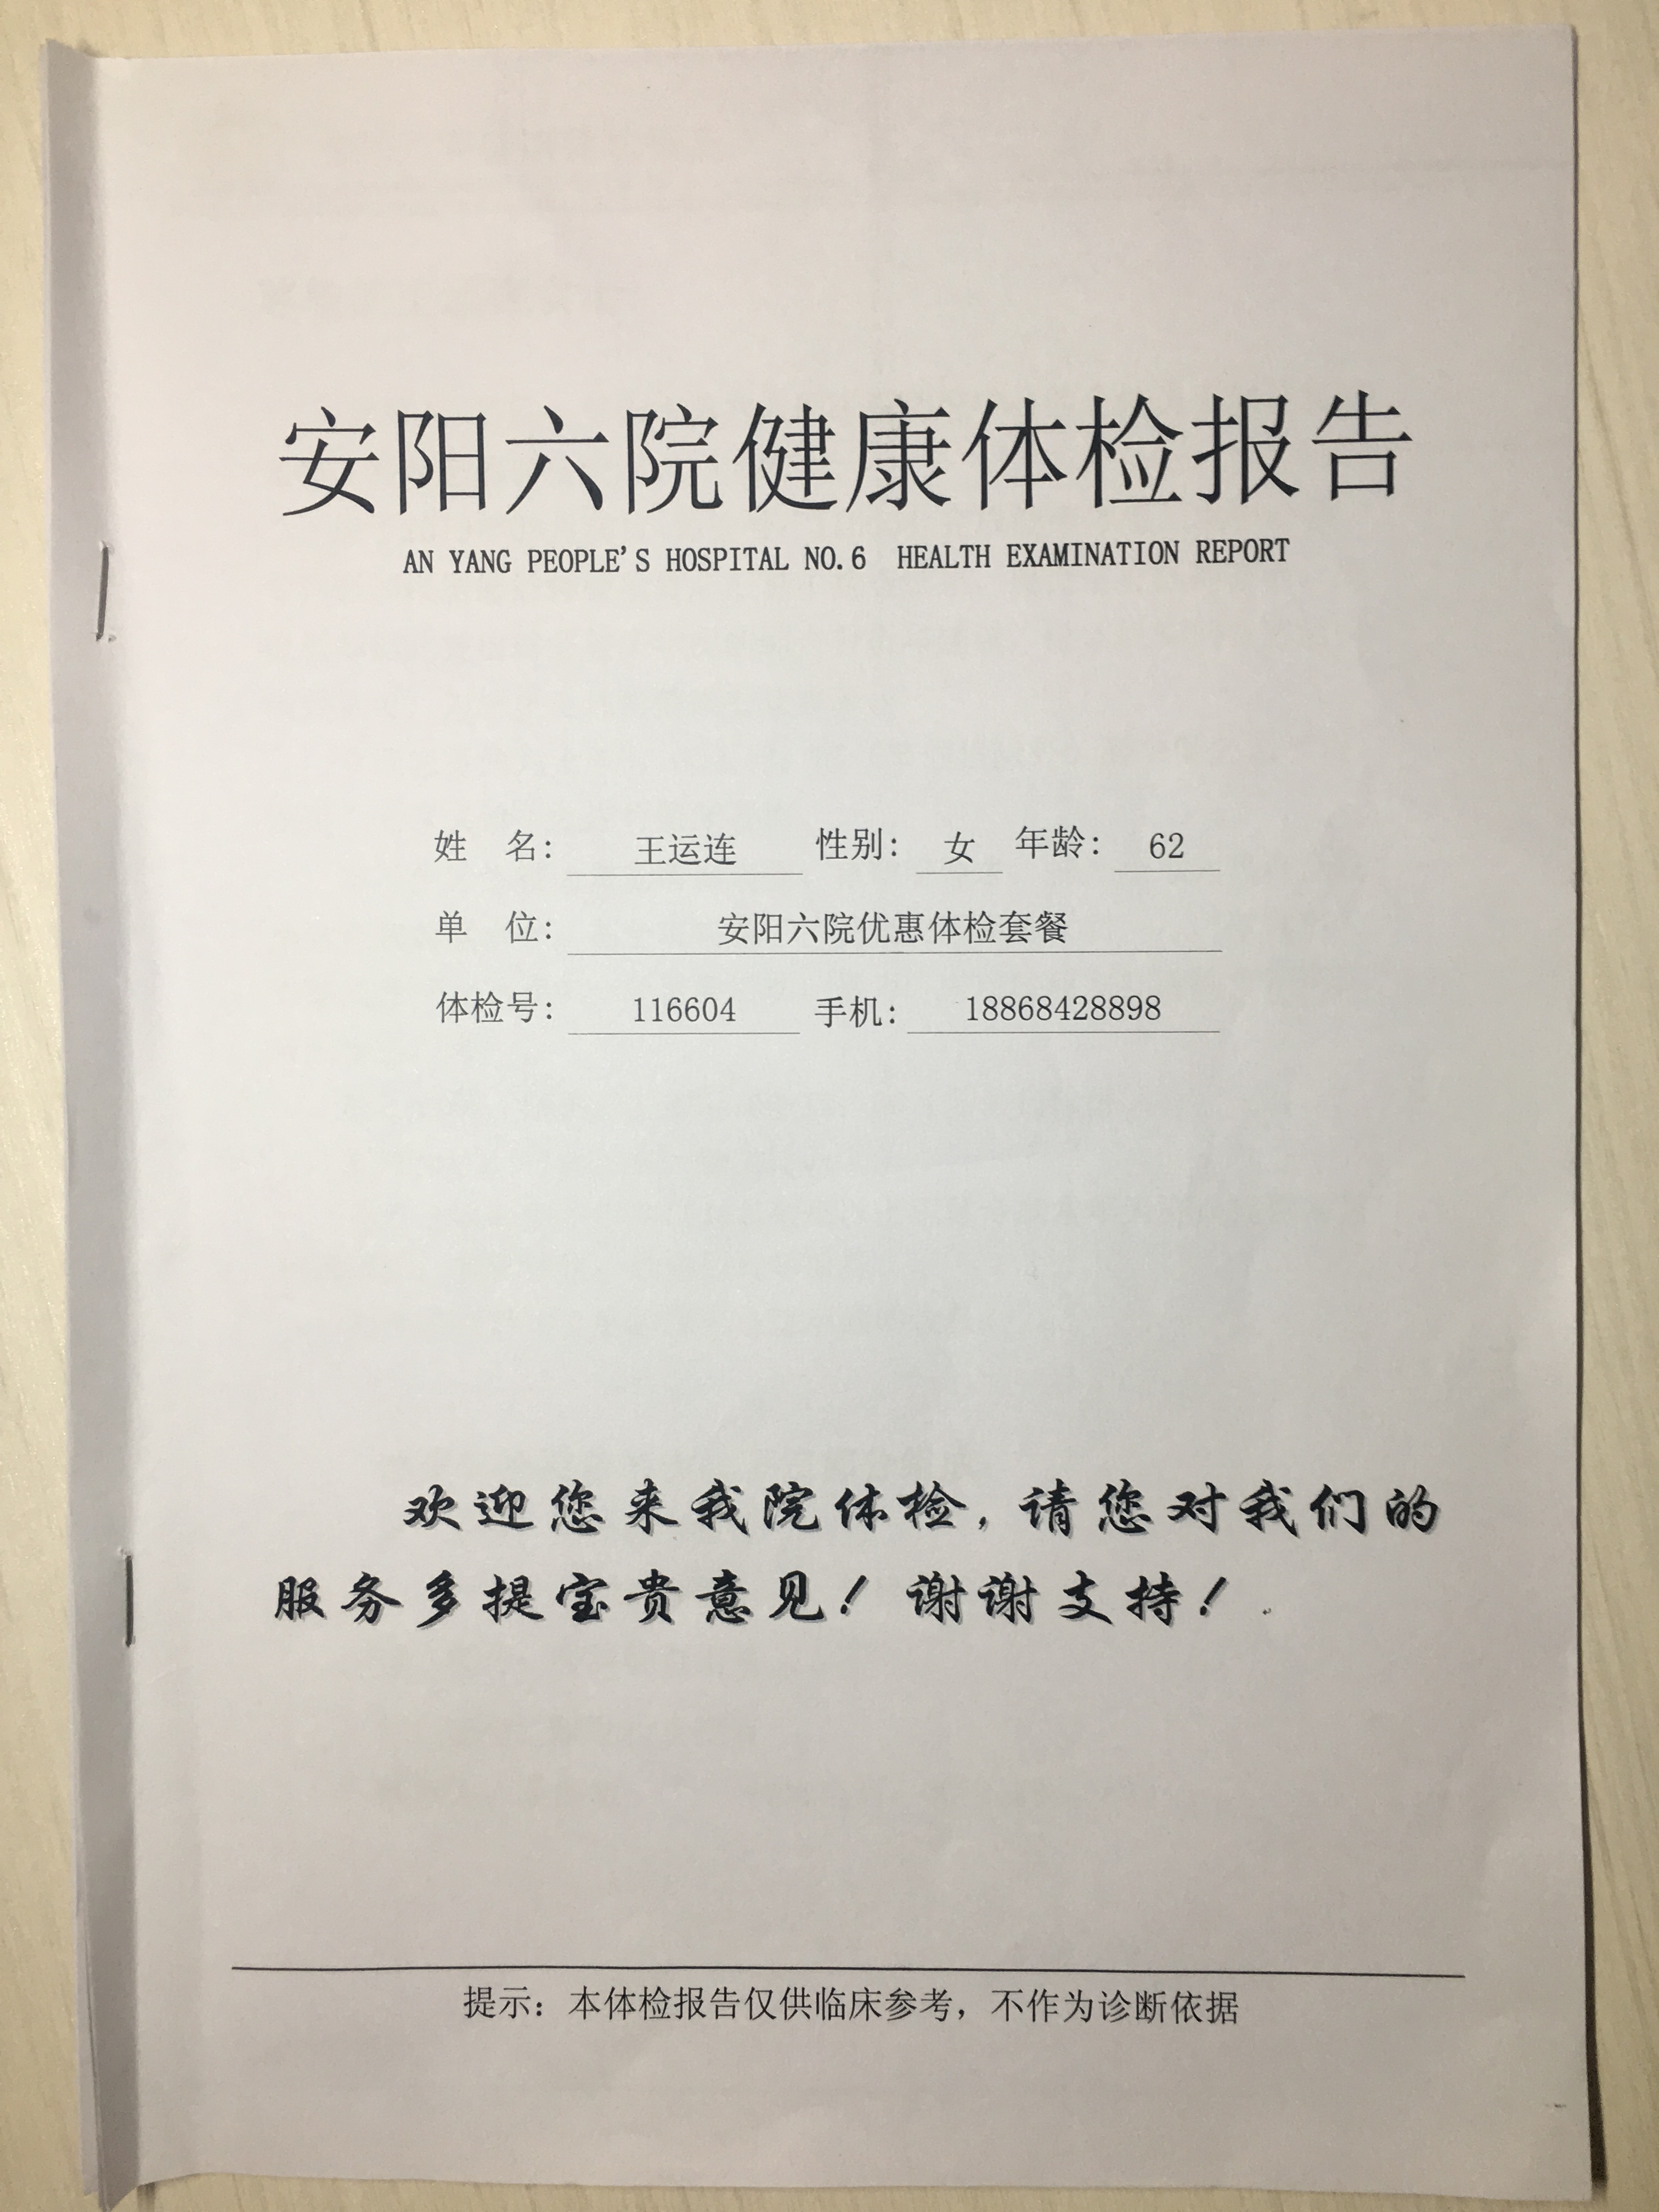 安阳六院健康体检报告
AN YANG PEOPLE'S HOSPITAL NO.6 HEALTH EXAMINATION REPORT
姓 名: 王运连 性别: 女 年龄: 62
单 位: 安阳六院优惠体检套餐
体检号: 116604 手机: 18868428898
欢迎您来我院体检,请您对我们的
服务多提宝贵意见!谢谢支持!
提示:本体检报告仅供临床参考,不作为诊断依据